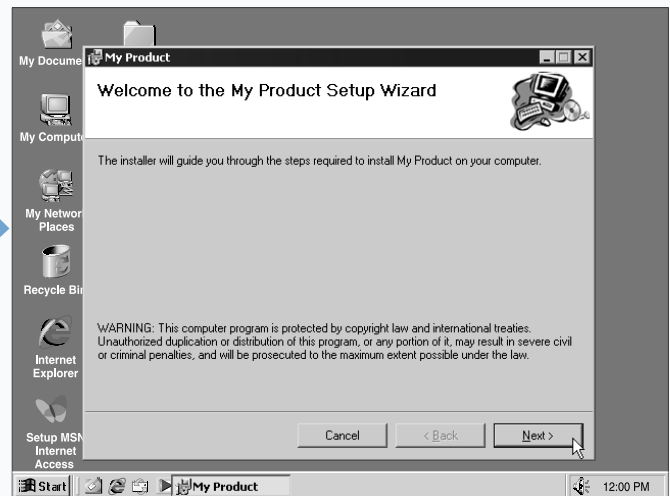 My Docume
My Product
Welcome to the My Product Setup Wizard
My Compute
The installer will guide you through the steps required to install My Product on your computer.
My Networ
Places
Recycle Bin
WARNING: This computer program is protected by copyright law and international treaties.
Unauthorized duplication or distribution of this program, or any portion of it, may result in severe civil
or criminal penalties, and will be prosecuted to the maximum extent possible under the law.
Internet
Explorer
Setup MSN
Internet
Access
Cancel
< Back
Next >
Start
My Product
12:00 PM